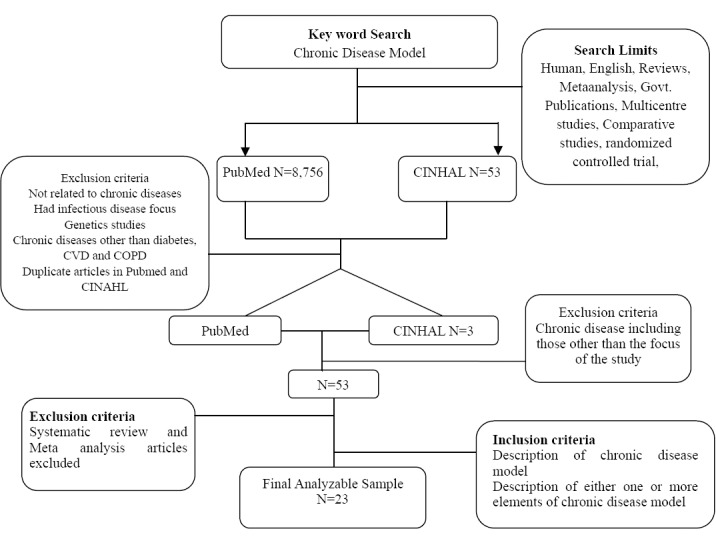 Key word Search
Chronic Disease Model
Search Limits
Human, English, Reviews,
Metaanalysis, Govt.
Publications, Multicentre
studies, Comparative
studies, randomized
controlled trial,
PubMed N=8,756
CINHAL N=53
Exclusion criteria
Not related to chronic diseases
Had infectious disease focus
Genetics studies
Chronic diseases other than diabetes,
CVD and COPD
Duplicate articles in Pubmed and
CINAHL
PubMed
CINHAL N=3
Exclusion criteria
Chronic disease including
those other than the focus
of the study
N=53
Exclusion criteria
Systematic review and
Meta analysis articles
excluded
Inclusion criteria
Description of chronic disease
model
Description of either one or more
elements of chronic disease model
Final Analyzable Sample
N=23